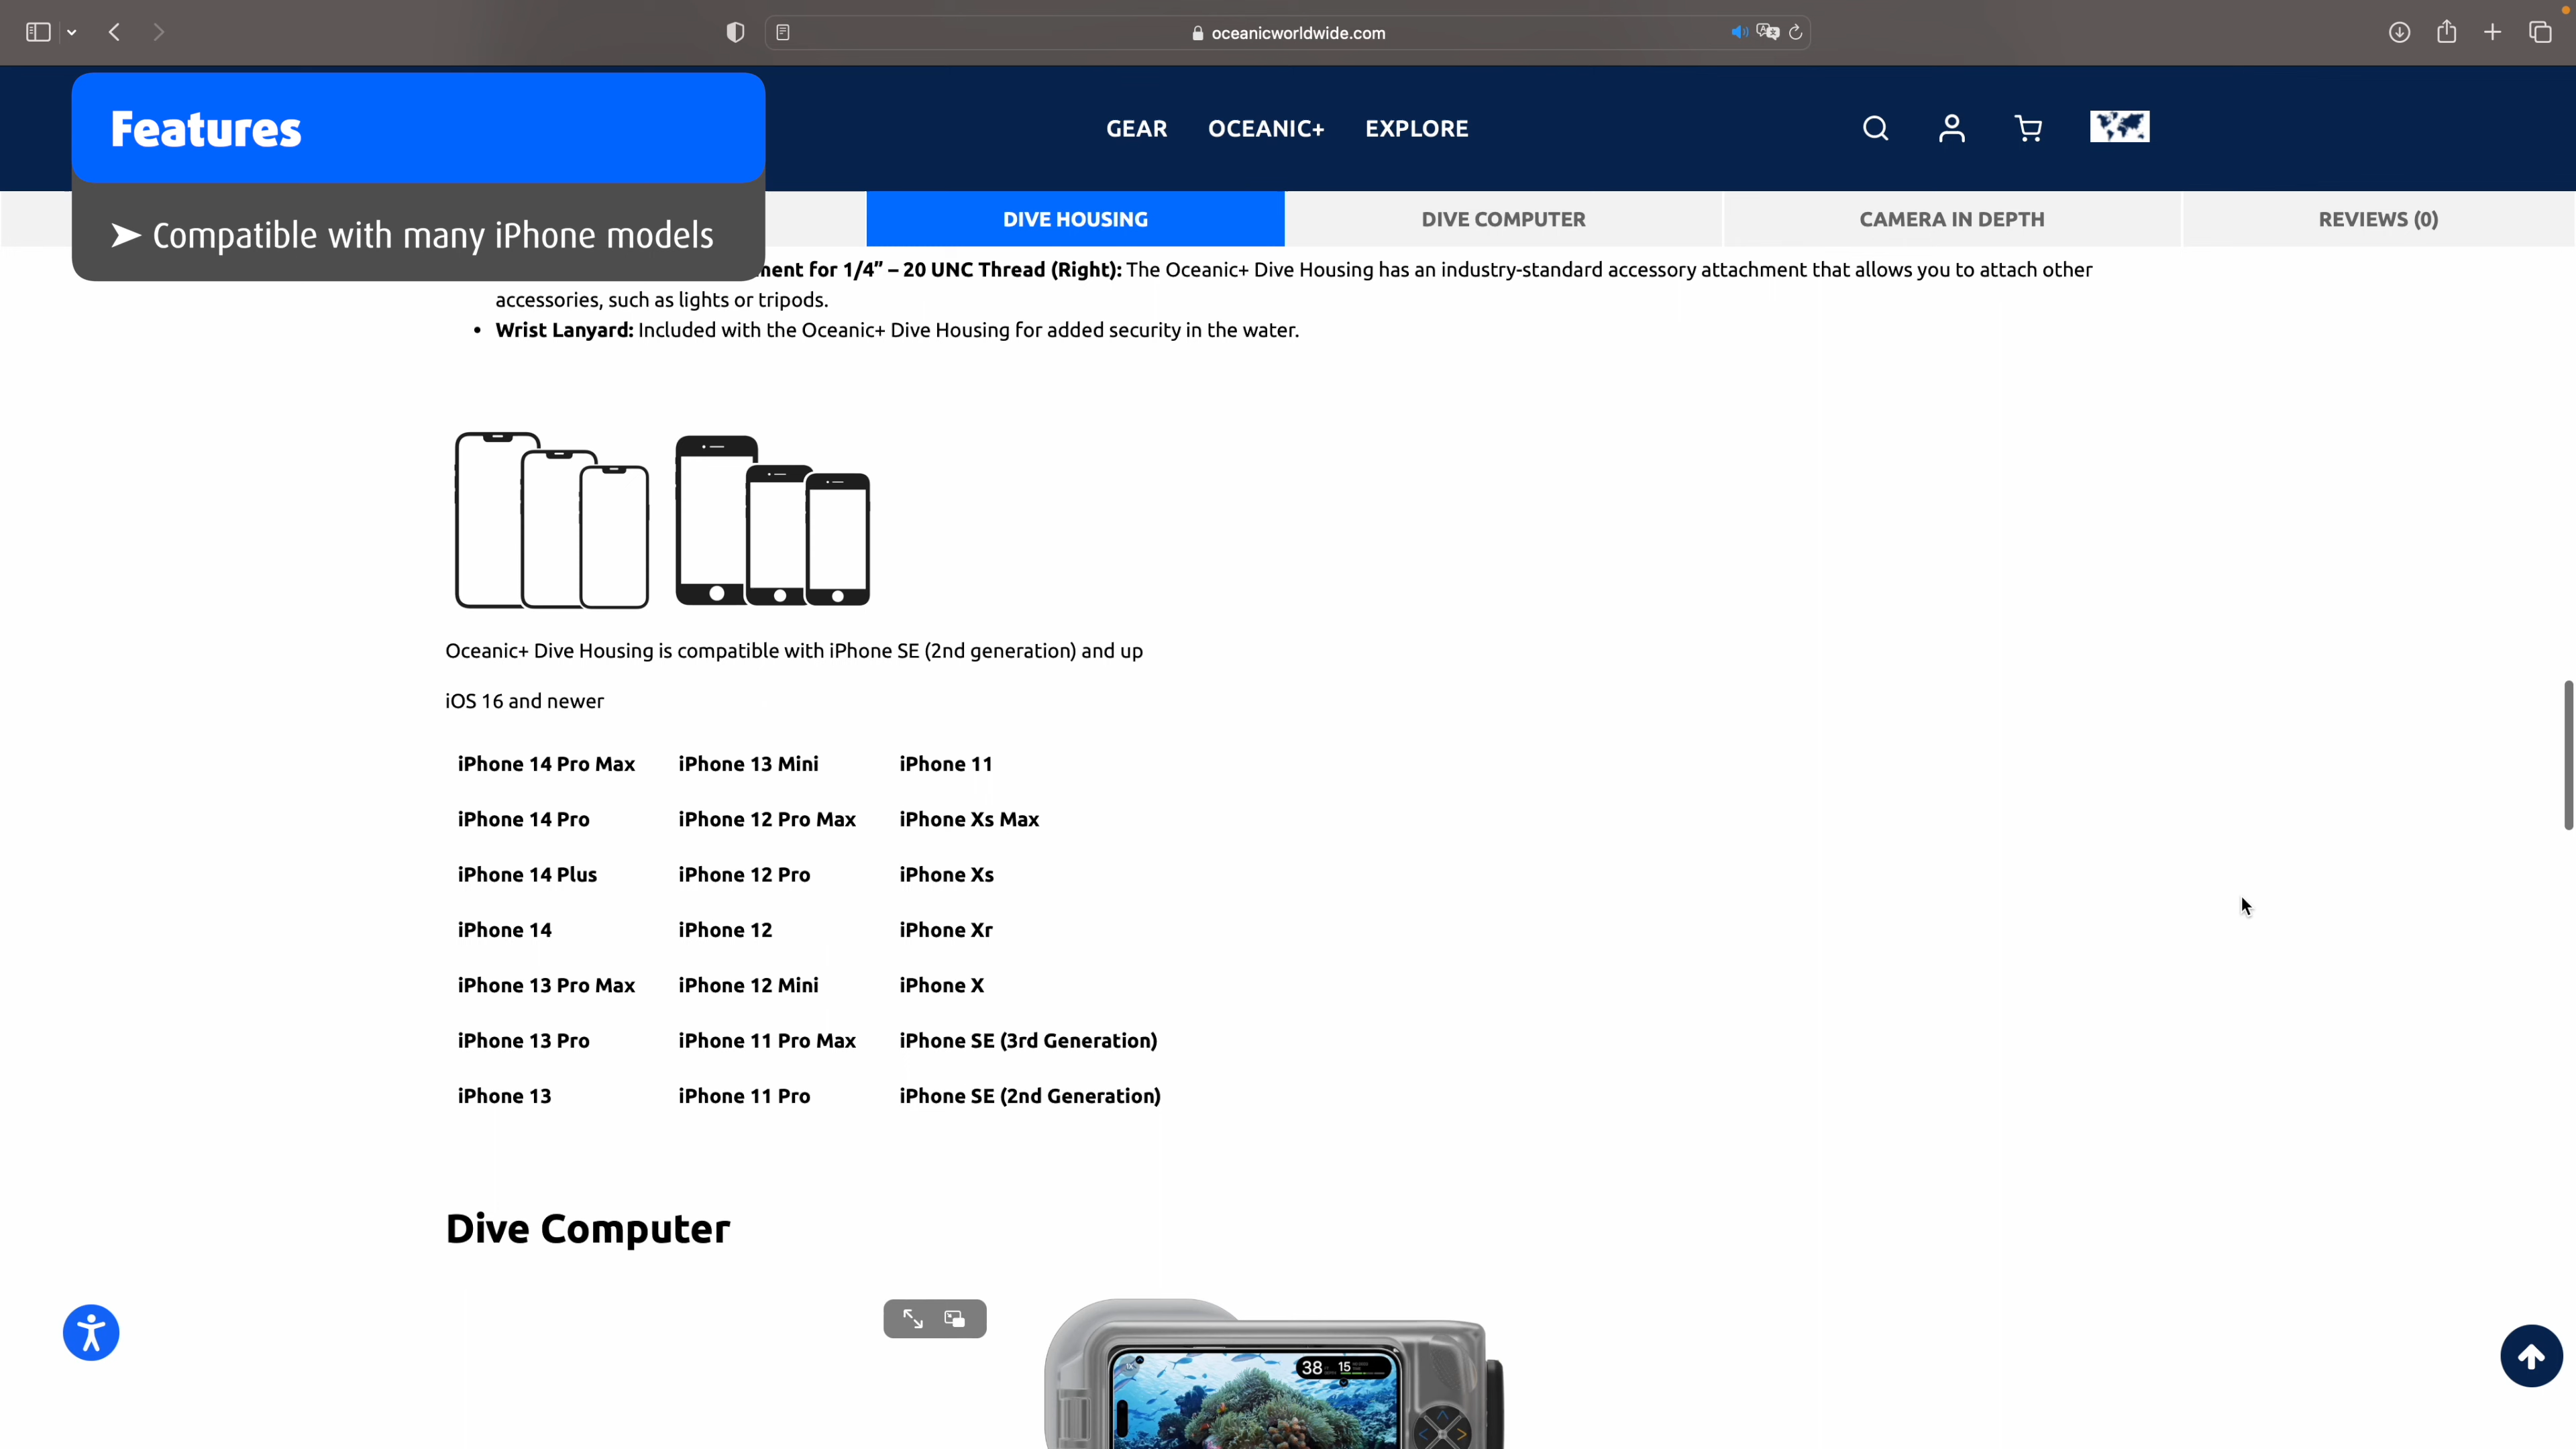 oceanicworldwide.com
Features
➤ Compatible with many iPhone models
GEAR
OCEANIC+
EXPLORE
DIVE HOUSING
DIVE COMPUTER
CAMERA IN DEPTH
REVIEWS (0)
for 1/4” – 20 UNC Thread (Right): The Oceanic+ Dive Housing has an industry-standard accessory attachment that allows you to attach other
accessories, such as lights or tripods.
• Wrist Lanyard: Included with the Oceanic+ Dive Housing for added security in the water.
Oceanic+ Dive Housing is compatible with iPhone SE (2nd generation) and up
iOS 16 and newer
iPhone 14 Pro Max iPhone 13 Mini iPhone 11
iPhone 14 Pro iPhone 12 Pro Max iPhone Xs Max
iPhone 14 Plus iPhone 12 Pro iPhone Xs
iPhone 14 iPhone 12 iPhone Xr
iPhone 13 Pro Max iPhone 12 Mini iPhone X
iPhone 13 Pro iPhone 11 Pro Max iPhone SE (3rd Generation)
iPhone 13 iPhone 11 Pro iPhone SE (2nd Generation)
Dive Computer
38 15